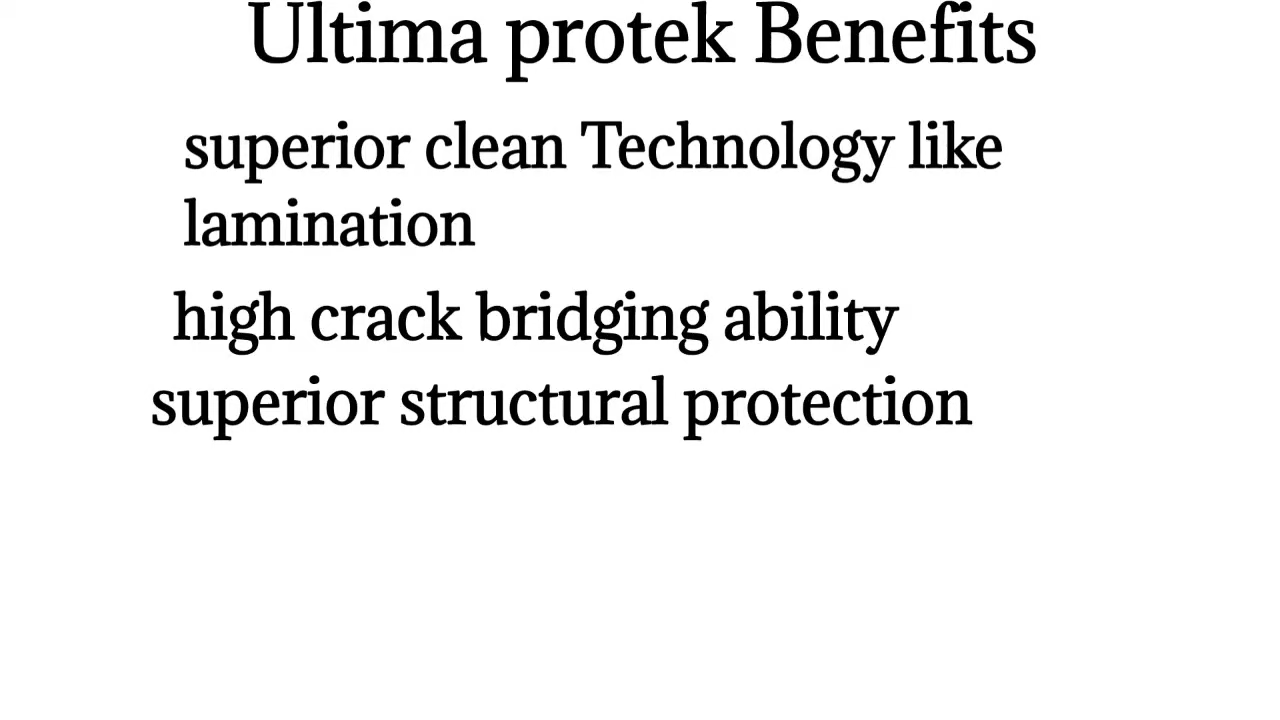 Ultima protek Benefits
superior clean Technology like
lamination
high crack bridging ability
superior structural protection